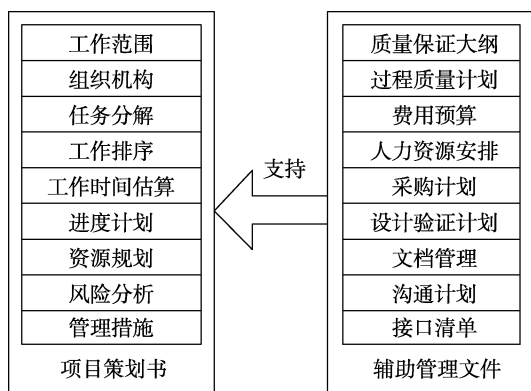 工作范围
组织机构
任务分解
工作排序
工作时间估算
进度计划
资源规划
风险分析
管理措施
项目策划书
支持
质量保证大纲
过程质量计划
费用预算
人力资源安排
采购计划
设计验证计划
文档管理
沟通计划
接口清单
辅助管理文件